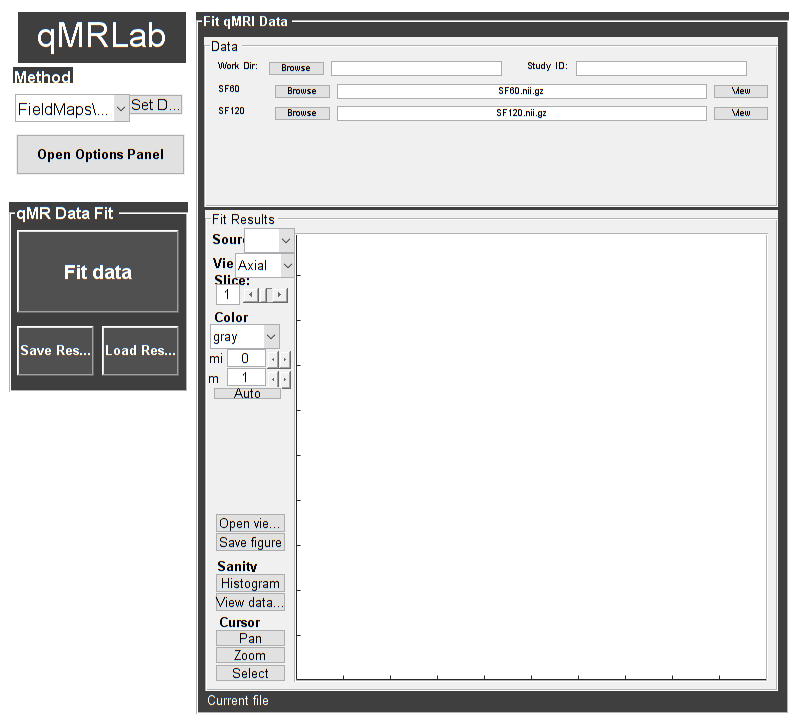 qMRLab
Method
FieldMaps\...
Set D...
Open Options Panel
qMR Data Fit
Fit data
Save Res...
Load Res...
Fit qMRI Data
Data
Work Dir:
Browse
Study ID:
SF60
Browse
SF60.nii.gz
View
SF120
Browse
SF120.nii.gz
View
Fit Results
Sour
Vie
Axial
Slice:
1
Color
gray
mi
0
m
1
Auto
Open vie...
Save figure
Sanity
Histogram
View data...
Cursor
Pan
Zoom
Select
Current file